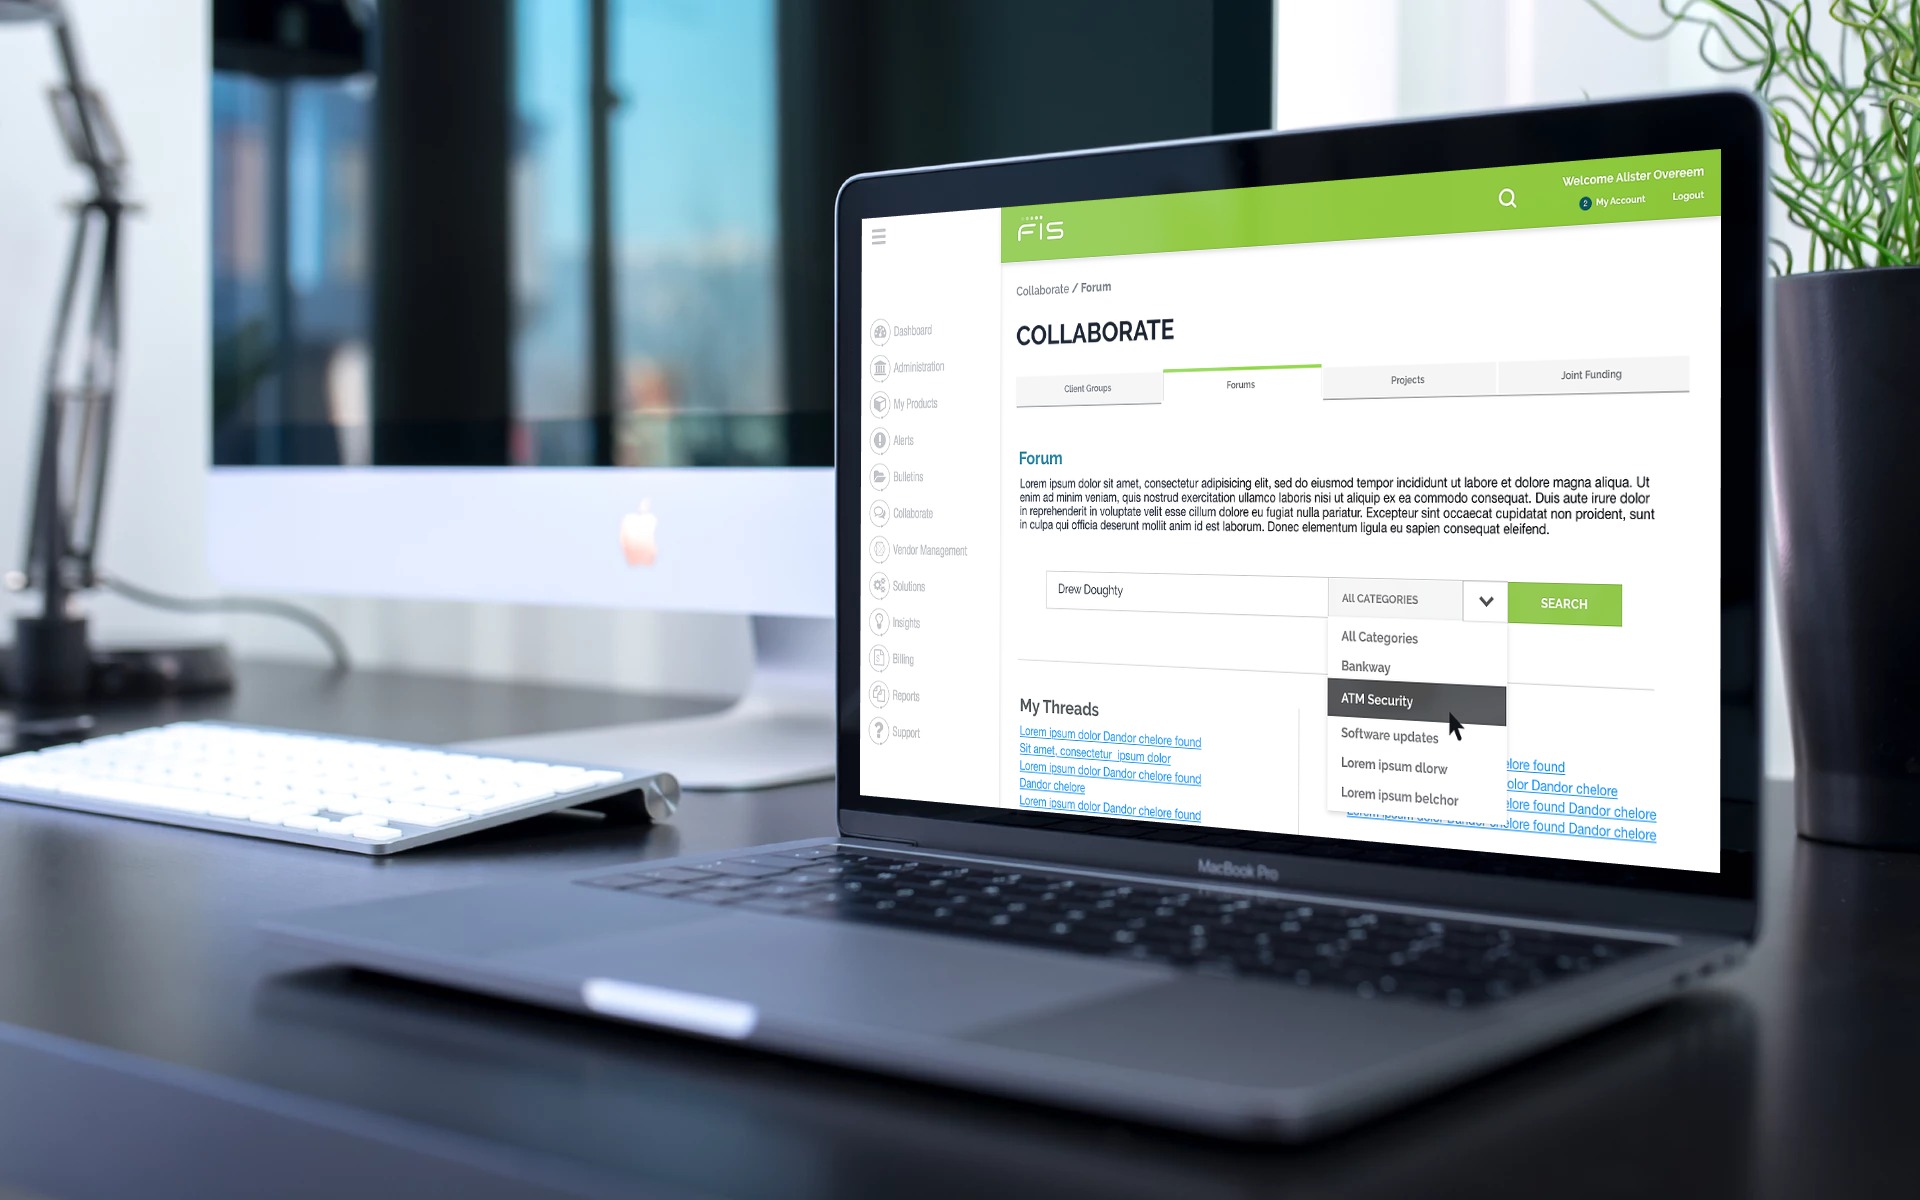 FIS
Welcome Alister Overeem
2 My Account
Logout
Dashboard
Administration
My Products
Alerts
Bulletins
Collaborate
Vendor Management
Solutions
Insights
Billing
Reports
Support
Collaborate / Forum
COLLABORATE
Client Groups
Forums
Projects
Joint Funding
Forum
Lorem ipsum dolor sit amet, consectetur adipisicing elit, sed do eiusmod tempor incididunt ut labore et dolore magna aliqua. Ut
enim ad minim veniam, quis nostrud exercitation ullamco laboris nisi ut aliquip ex ea commodo consequat. Duis aute irure dolor
in reprehenderit in voluptate velit esse cillum dolore eu fugiat nulla pariatur. Excepteur sint occaecat cupidatat non proident, sunt
in culpa qui officia deserunt mollit anim id est laborum. Donec elementum ligula eu sapien consequat eleifend.
Drew Doughty
All CATEGORIES
SEARCH
All Categories
Bankway
ATM Security
Software updates
Lorem ipsum dlorw
Lorem ipsum belchor
My Threads
Lorem ipsum dolor Dandor chelore found
Sit amet, consectetur ipsum dolor
Lorem ipsum dolor Dandor chelore found
Dandor chelore
Lorem ipsum dolor Dandor chelore found
elore found
olor Dandor chelore
elore found Dandor chelore
elore found Dandor chelore
MacBook Pro